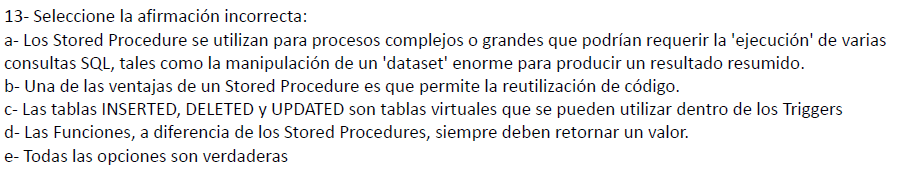 13- Seleccione la afirmación incorrecta:
a- Los Stored Procedure se utilizan para procesos complejos o grandes que podrían requerir la 'ejecución' de varias
consultas SQL, tales como la manipulación de un 'dataset' enorme para producir un resultado resumido.
b- Una de las ventajas de un Stored Procedure es que permite la reutilización de código.
c- Las tablas INSERTED, DELETED y UPDATED son tablas virtuales que se pueden utilizar dentro de los Triggers
d- Las Funciones, a diferencia de los Stored Procedures, siempre deben retornar un valor.
e- Todas las opciones son verdaderas